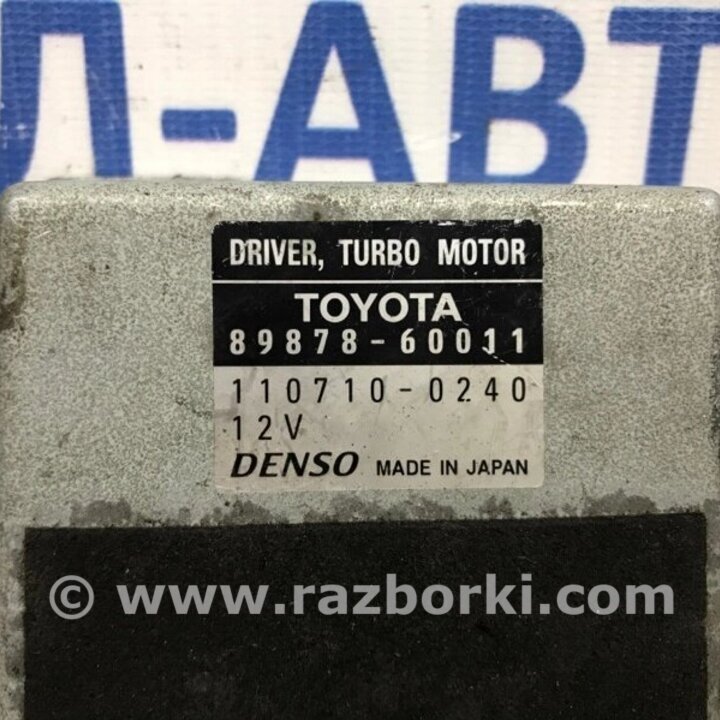 Л-АВТ
DRIVER, TURBO MOTOR
TOYOTA
89878-60011
110710-0240
12V
DENSO MADE IN JAPAN
© www.razborki.com